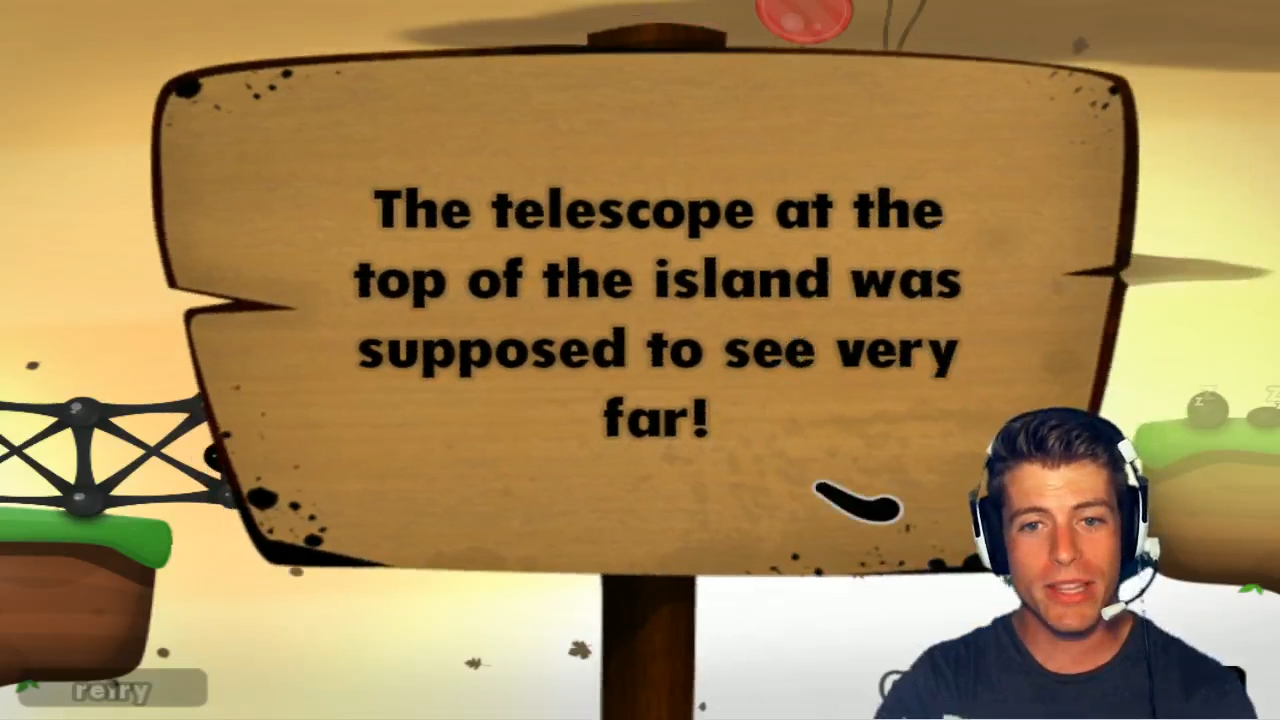 The telescope at the
top of the island was
supposed to see very
far!
z
z
retry